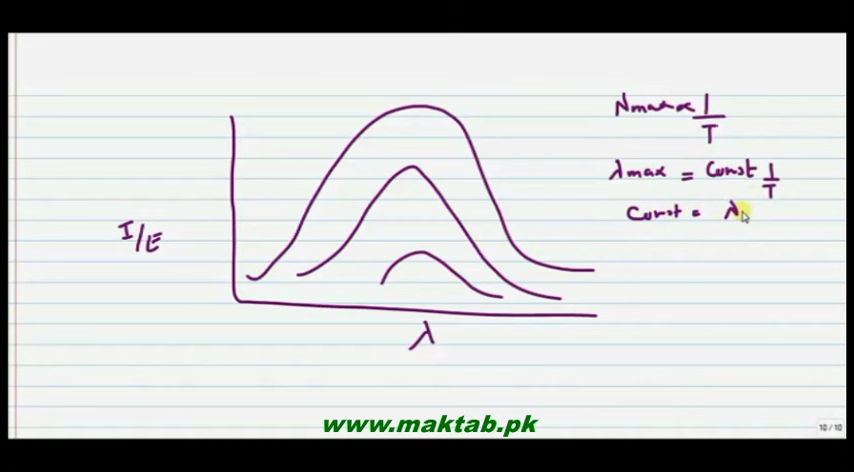 λmax ∝ 1/T
λmax = Const 1/T
Const = λ
I/E
λ
www.maktab.pk
10 / 10